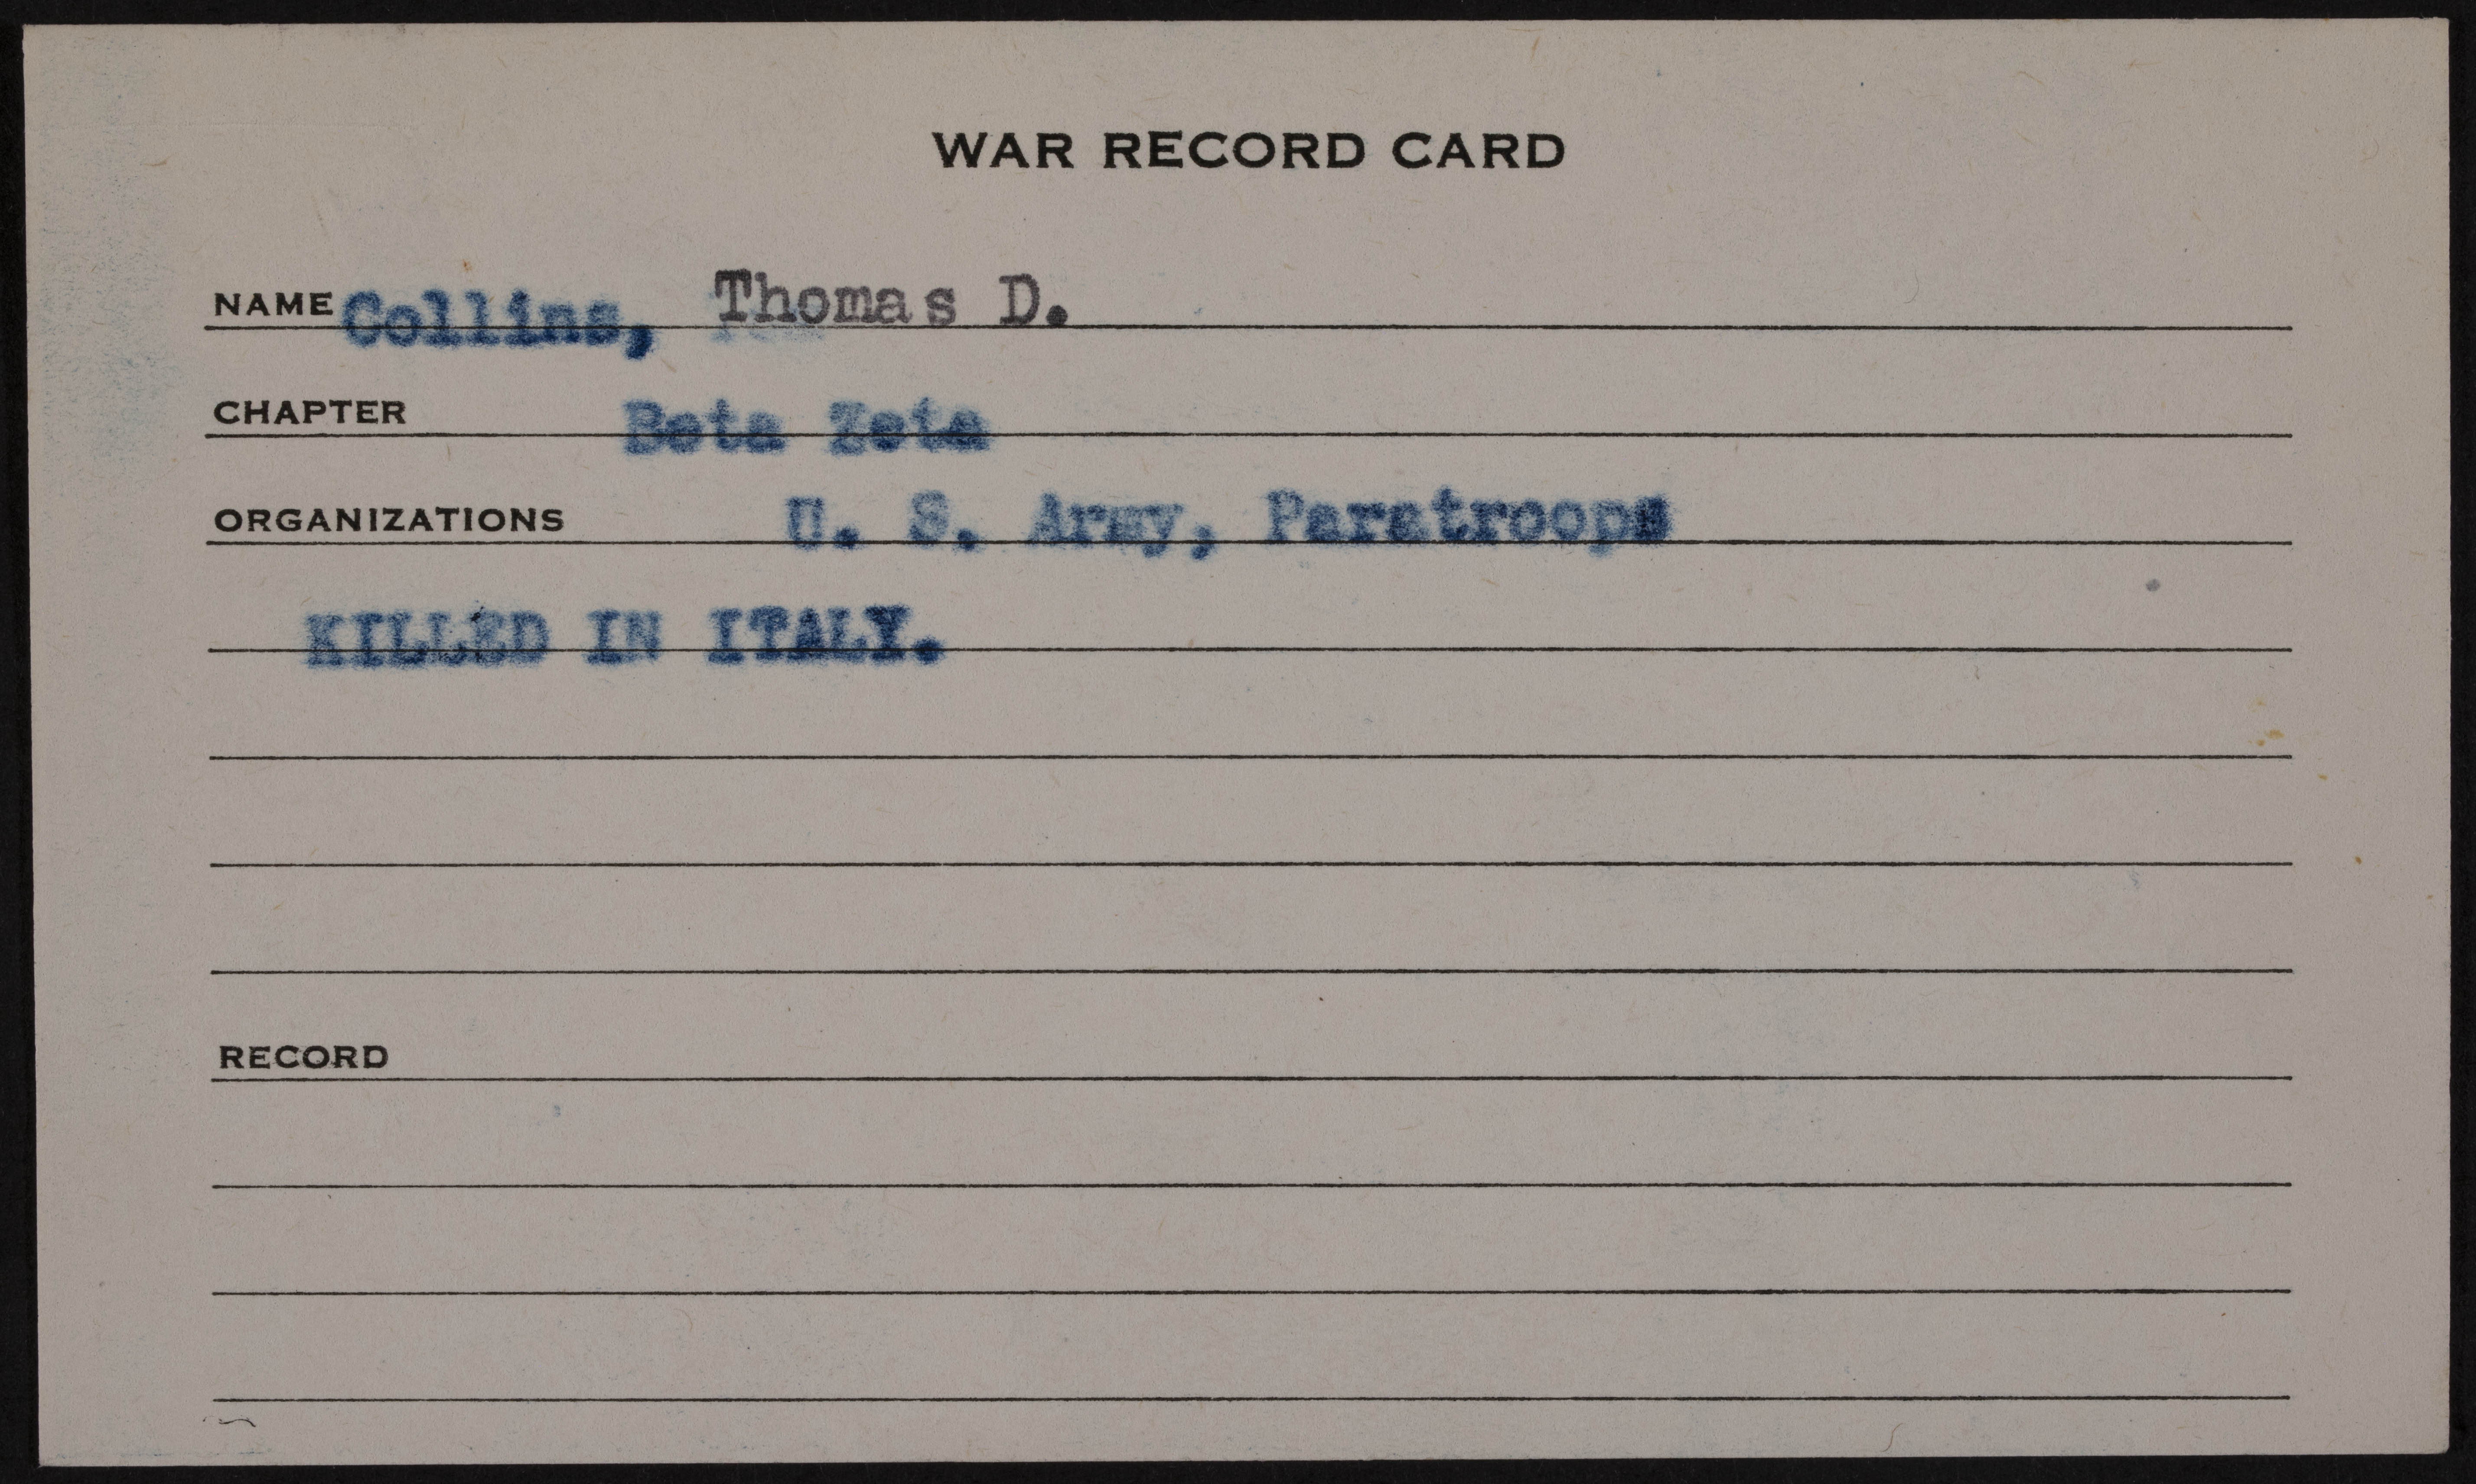 WAR RECORD CARD
NAME Collins, Thomas D.
CHAPTER Beta Zeta
ORGANIZATIONS U. S. Army, Paratroops
KILLED IN ITALY.
RECORD